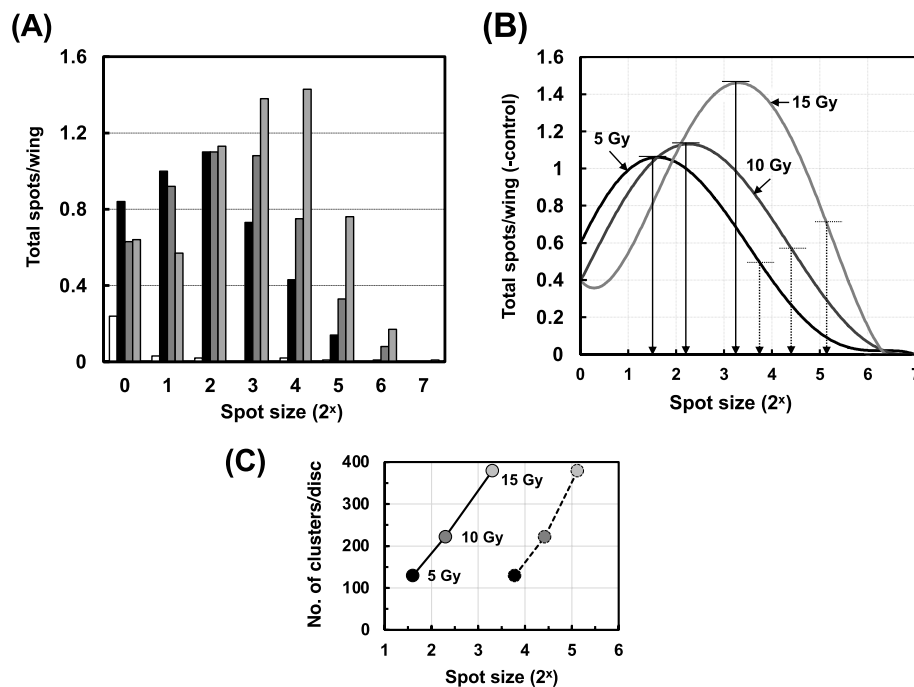 (A)
Total spots/wing
1.6
1.2
0.8
0.4
0
0 1 2 3 4 5 6 7
Spot size (2ˣ)
(B)
Total spots/wing (-control)
1.6
1.4
1.2
1
0.8
0.6
0.4
0.2
0
5 Gy
10 Gy
15 Gy
0 1 2 3 4 5 6 7
Spot size (2ˣ)
(C)
No. of clusters/disc
400
300
200
100
0
15 Gy
10 Gy
5 Gy
1 2 3 4 5 6
Spot size (2ˣ)